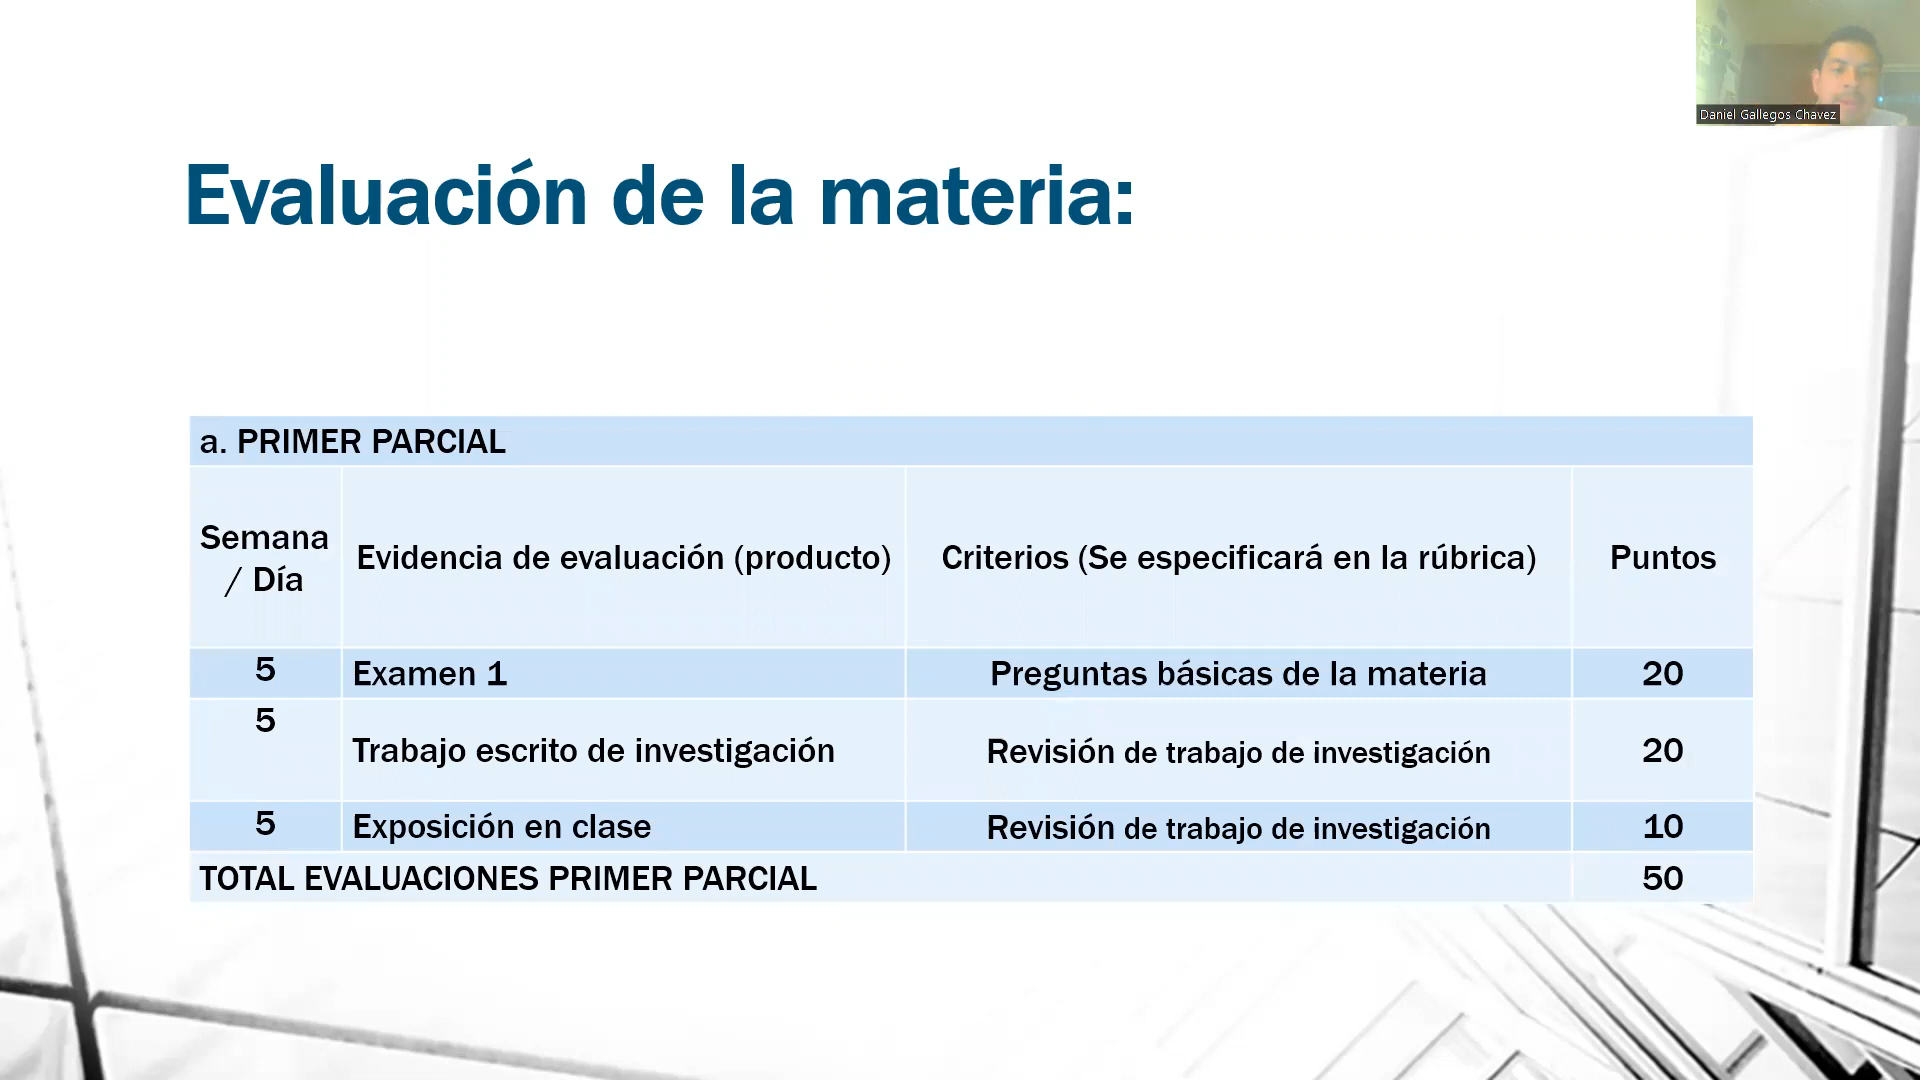 Daniel Gallegos Chavez
Evaluación de la materia:
a. PRIMER PARCIAL
Semana
/ Día
Evidencia de evaluación (producto)
Criterios (Se especificará en la rúbrica)
Puntos
5
Examen 1
Preguntas básicas de la materia
20
5
Trabajo escrito de investigación
Revisión de trabajo de investigación
20
5
Exposición en clase
Revisión de trabajo de investigación
10
TOTAL EVALUACIONES PRIMER PARCIAL
50